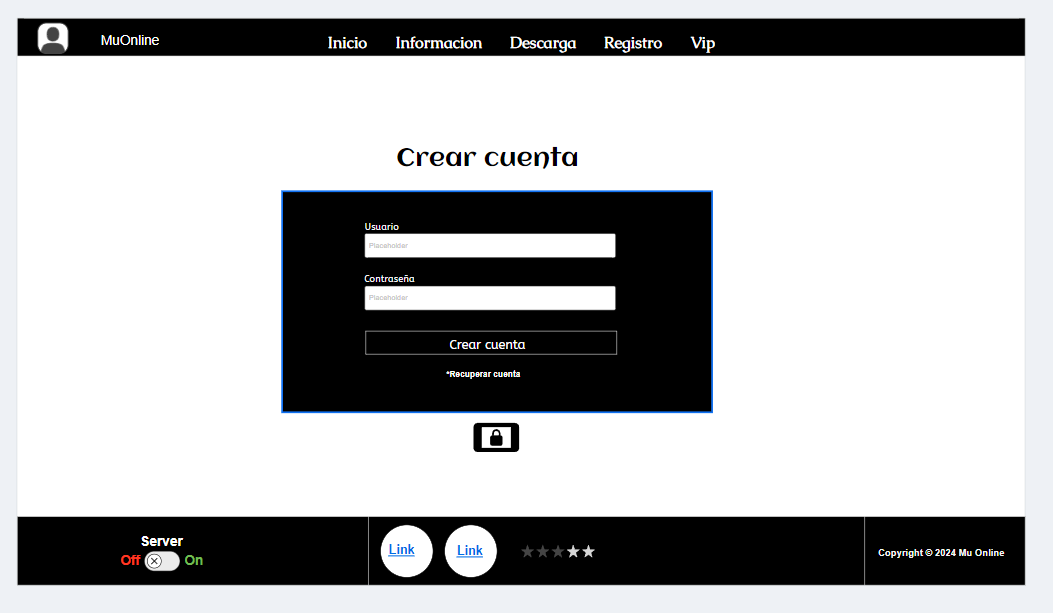 MuOnline
Inicio Informacion Descarga Registro Vip
Crear cuenta
Usuario
Placeholder
Contraseña
Placeholder
Crear cuenta
*Recuperar cuenta
Server
Off On
Link Link
Copyright © 2024 Mu Online